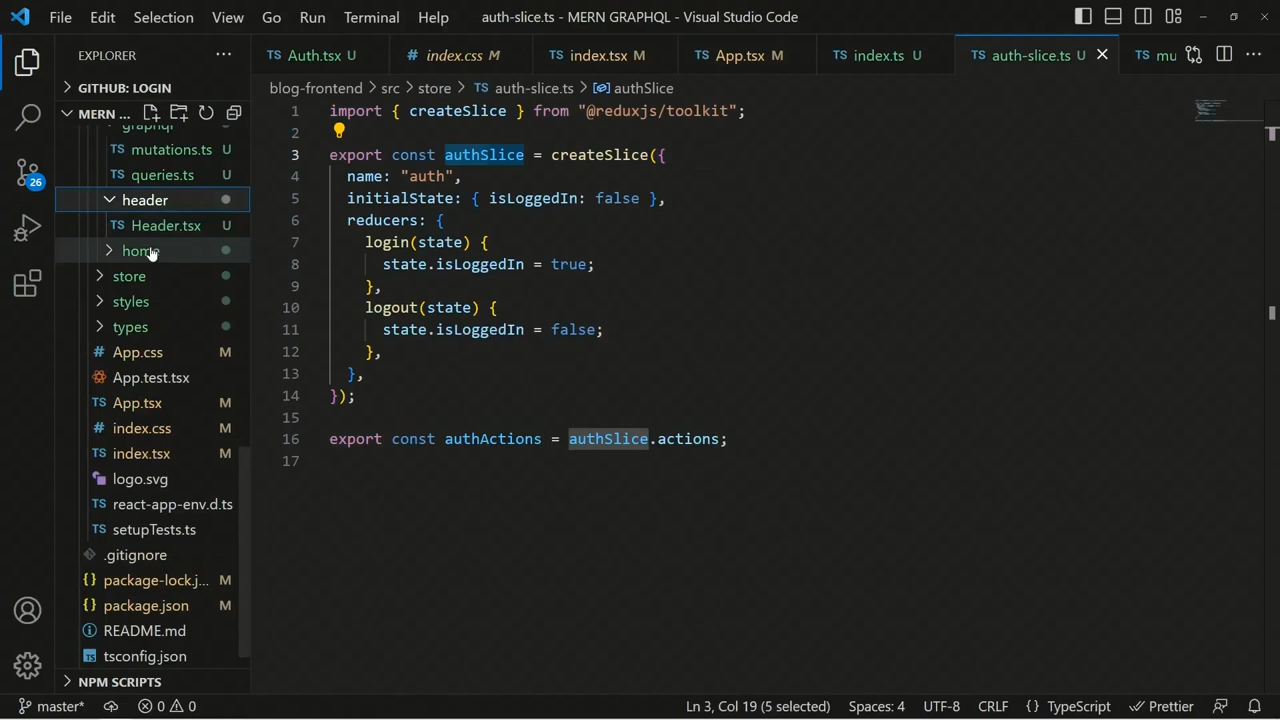 File Edit Selection View Go Run Terminal Help auth-slice.ts - MERN GRAPHQL - Visual Studio Code
EXPLORER
GITHUB: LOGIN
MERN ...
graphql
mutations.ts U
queries.ts U
header
TS Header.tsx U
home
store
styles
types
# App.css M
App.test.tsx
TS App.tsx M
# index.css M
TS index.tsx M
logo.svg
TS react-app-env.d.ts
TS setupTests.ts
.gitignore
{} package-lock.j... M
{} package.json M
README.md
TS tsconfig.json
NPM SCRIPTS
TS Auth.tsx U # index.css M TS index.tsx M TS App.tsx M TS index.ts U TS auth-slice.ts U TS mu
blog-frontend > src > store > TS auth-slice.ts > authSlice
1 import { createSlice } from "@reduxjs/toolkit";
2
3 export const authSlice = createSlice({
4 name: "auth",
5 initialState: { isLoggedIn: false },
6 reducers: {
7 login(state) {
8 state.isLoggedIn = true;
9 },
10 logout(state) {
11 state.isLoggedIn = false;
12 },
13 },
14 });
15
16 export const authActions = authSlice.actions;
17
26
master* 0 0 Ln 3, Col 19 (5 selected) Spaces: 4 UTF-8 CRLF {} TypeScript Prettier